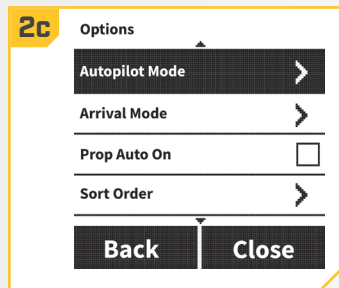 2c
Options
Autopilot Mode
Arrival Mode
Prop Auto On
Sort Order
Back Close